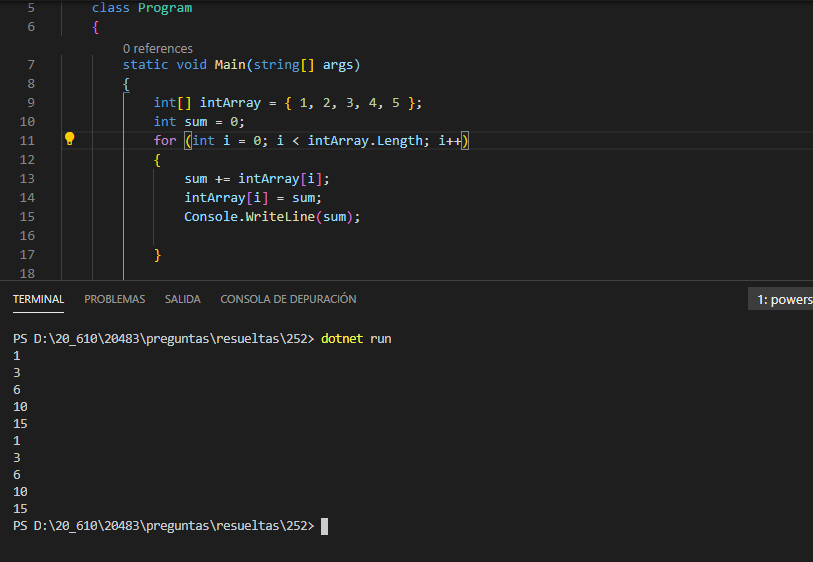 5 class Program
6 {
0 references
7 static void Main(string[] args)
8 {
9 int[] intArray = { 1, 2, 3, 4, 5 };
10 int sum = 0;
11 for (int i = 0; i < intArray.Length; i++)
12 {
13 sum += intArray[i];
14 intArray[i] = sum;
15 Console.WriteLine(sum);
16
17 }
18
TERMINAL PROBLEMAS SALIDA CONSOLA DE DEPURACIÓN 1: powers
PS D:\20_610\20483\preguntas\resueltas\252> dotnet run
1
3
6
10
15
1
3
6
10
15
PS D:\20_610\20483\preguntas\resueltas\252>